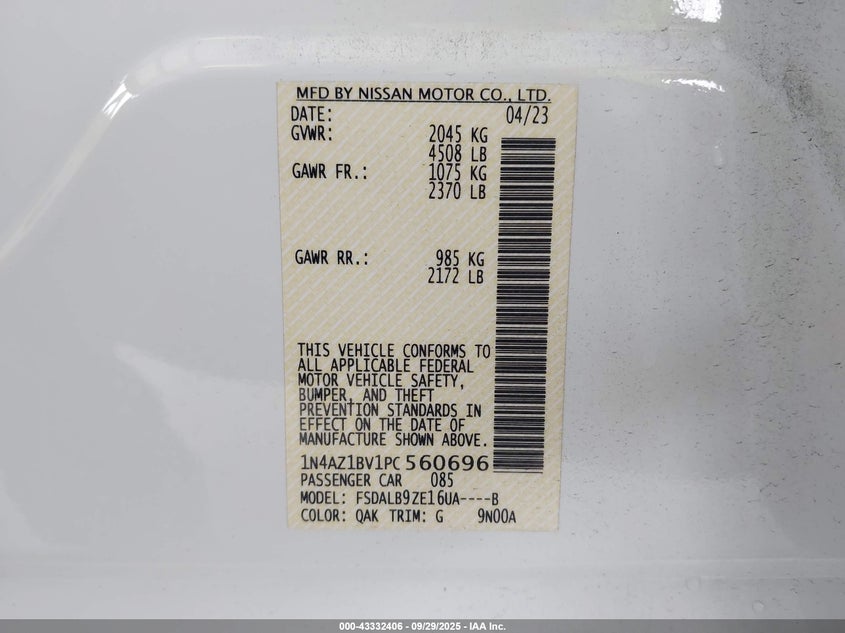 MFD BY NISSAN MOTOR CO., LTD.
DATE: 04/23
GVWR: 2045 KG
4508 LB
GAWR FR.: 1075 KG
2370 LB
GAWR RR.: 985 KG
2172 LB
THIS VEHICLE CONFORMS TO
ALL APPLICABLE FEDERAL
MOTOR VEHICLE SAFETY,
BUMPER, AND THEFT
PREVENTION STANDARDS IN
EFFECT ON THE DATE OF
MANUFACTURE SHOWN ABOVE.
1N4AZ1BV1PC560696
PASSENGER CAR 085
MODEL: FSDALB9ZE16UA----B
COLOR: QAK TRIM: G 9N00A
000-43332406 - 09/29/2025 - IAA Inc.